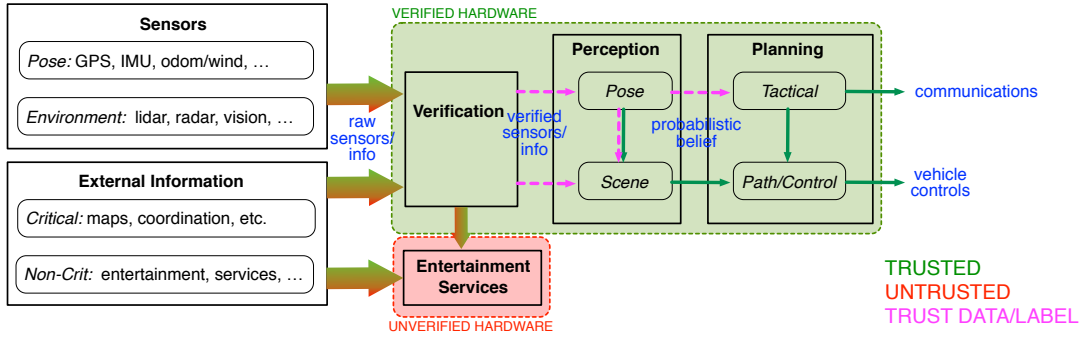 Sensors
Pose: GPS, IMU, odom/wind, …
Environment: lidar, radar, vision, …
External Information
Critical: maps, coordination, etc.
Non-Crit: entertainment, services, …
raw
sensors/
info
VERIFIED HARDWARE
Verification
verified
sensors/
info
Perception
Pose
Scene
probabilistic
belief
Planning
Tactical
Path/Control
communications
vehicle
controls
Entertainment
Services
UNVERIFIED HARDWARE
TRUSTED
UNTRUSTED
TRUST DATA/LABEL